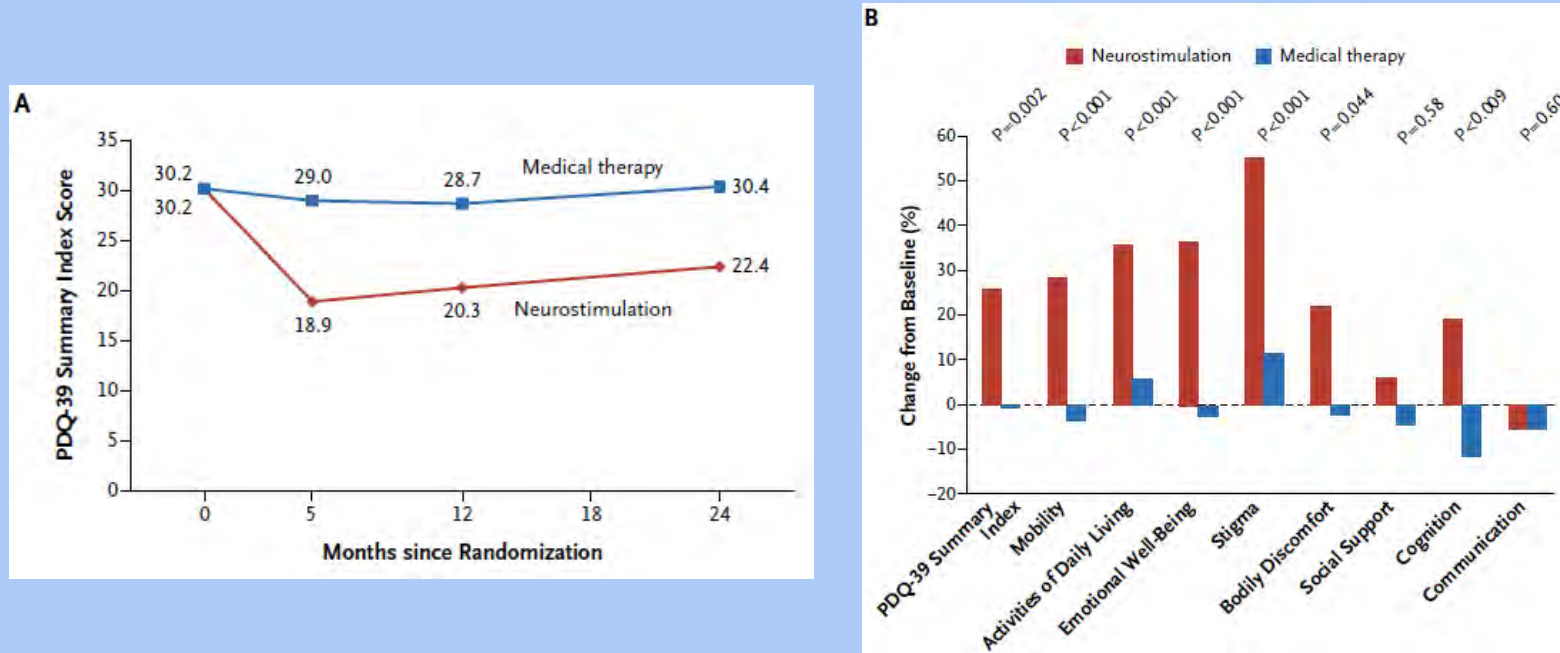 A
PDQ-39 Summary Index Score
35
30
25
20
15
10
5
0
30.2
30.2
29.0
28.7
Medical therapy
30.4
18.9
20.3
Neurostimulation
22.4
0 5 12 18 24
Months since Randomization
B
Neurostimulation Medical therapy
P=0.002 P<0.001 P<0.001 P<0.001 P<0.001 P=0.044 P=0.58 P<0.009 P=0.60
Change from Baseline (%)
60
50
40
30
20
10
0
−10
−20
PDQ-39 Summary
Index
Mobility
Activities of Daily Living
Emotional Well-Being
Stigma
Bodily Discomfort
Social Support
Cognition
Communication